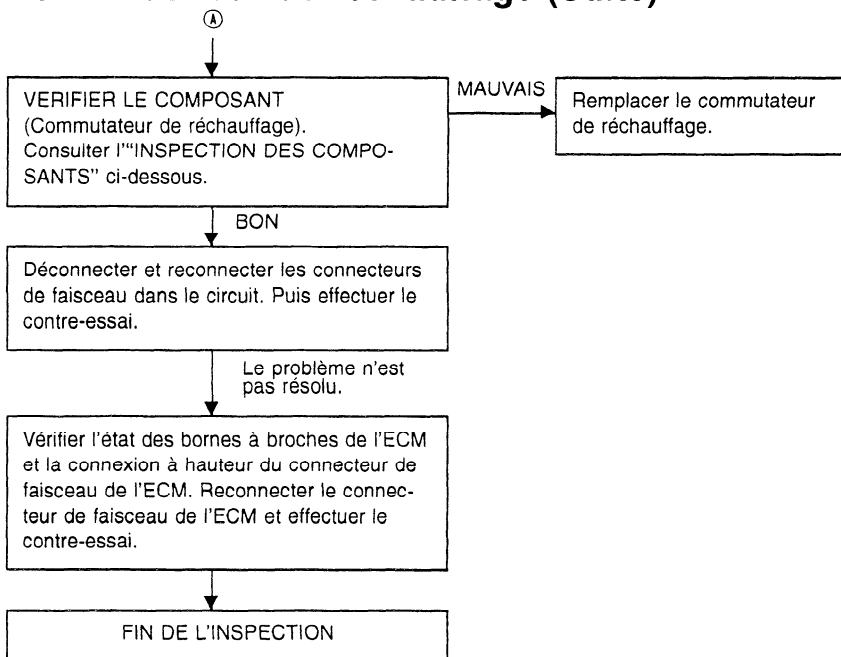 (Suite)
Ⓐ
VERIFIER LE COMPOSANT
(Commutateur de réchauffage).
Consulter l'"INSPECTION DES COMPO-
SANTS" ci-dessous.
MAUVAIS
Remplacer le commutateur
de réchauffage.
BON
Déconnecter et reconnecter les connecteurs
de faisceau dans le circuit. Puis effectuer le
contre-essai.
Le problème n'est
pas résolu.
Vérifier l'état des bornes à broches de l'ECM
et la connexion à hauteur du connecteur de
faisceau de l'ECM. Reconnecter le connec-
teur de faisceau de l'ECM et effectuer le
contre-essai.
FIN DE L'INSPECTION